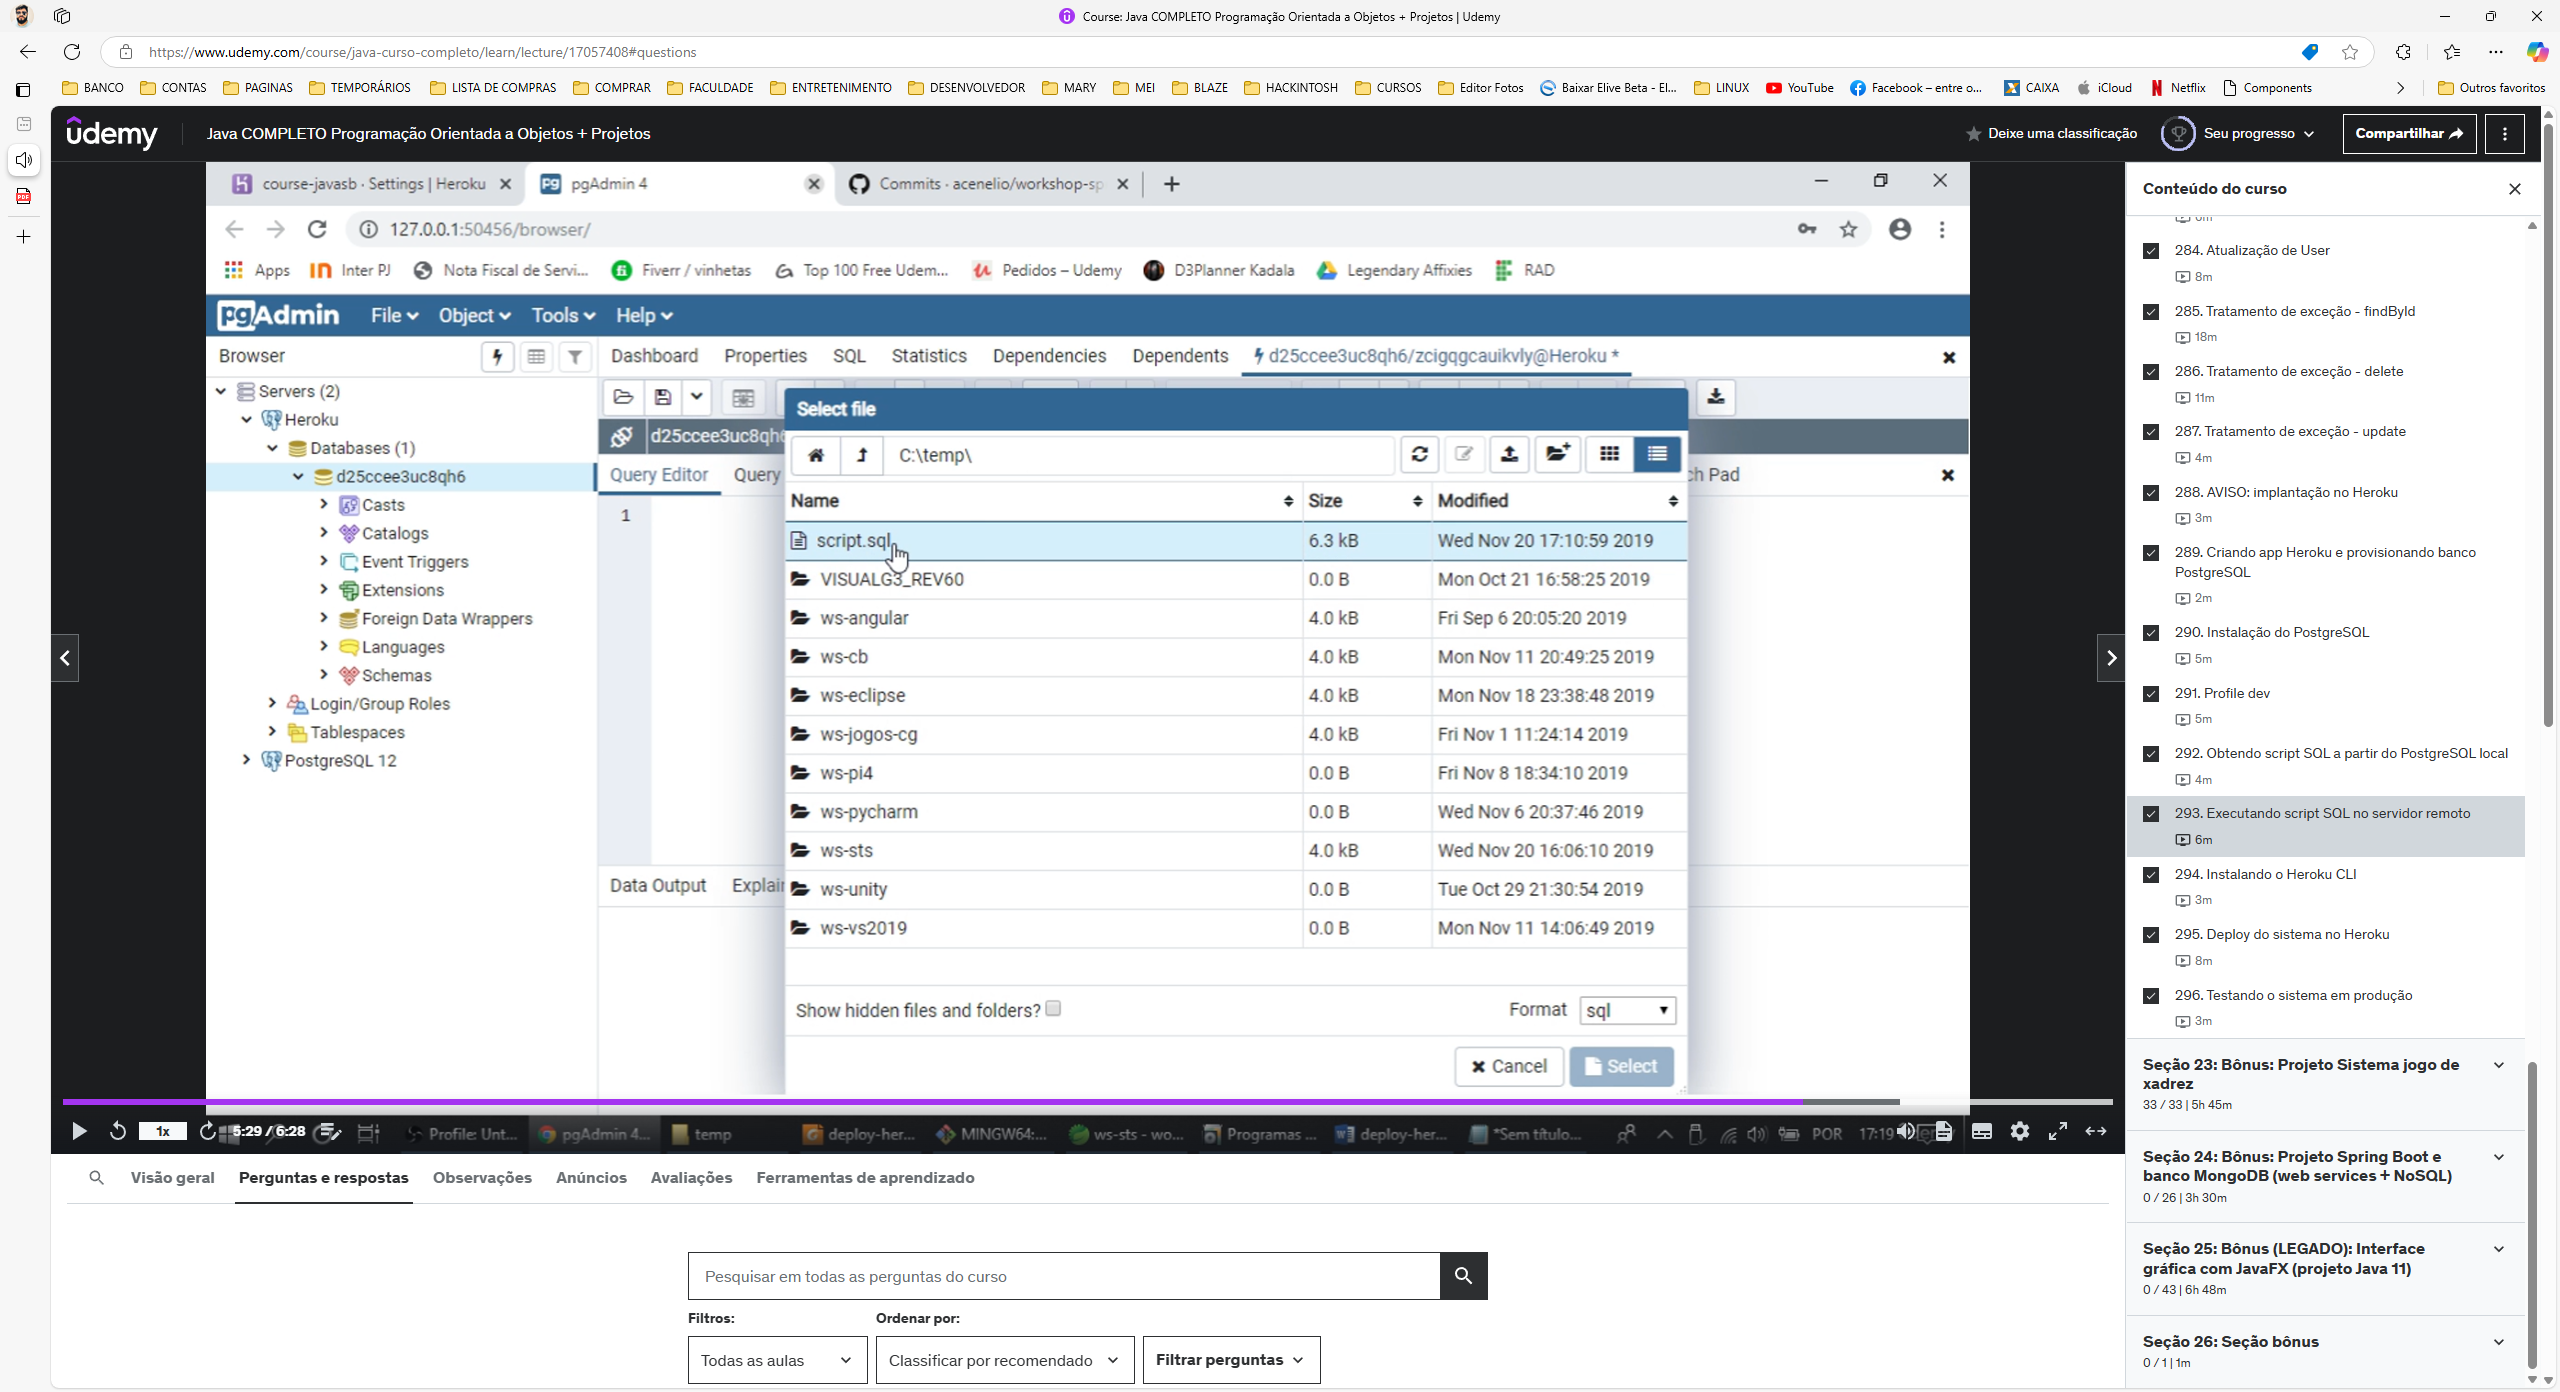 Course: Java COMPLETO Programação Orientada a Objetos + Projetos | Udemy
https://www.udemy.com/course/java-curso-completo/learn/lecture/17057408#questions
BANCO CONTAS PAGINAS TEMPORÁRIOS LISTA DE COMPRAS COMPRAR FACULDADE ENTRETENIMENTO DESENVOLVEDOR MARY MEI BLAZE HACKINTOSH CURSOS Editor Fotos Baixar Elive Beta - El... LINUX YouTube Facebook – entre o... CAIXA iCloud Netflix Components Outros favoritos
udemy Java COMPLETO Programação Orientada a Objetos + Projetos Deixe uma classificação Seu progresso Compartilhar
course-javasb · Settings | Heroku pgAdmin 4 Commits · acenelio/workshop-sp
127.0.0.1:50456/browser/
Apps Inter PJ Nota Fiscal de Servi... Fiverr / vinhetas Top 100 Free Udem... Pedidos – Udemy D3Planner Kadala Legendary Affixies RAD
pgAdmin File Object Tools Help
Browser Dashboard Properties SQL Statistics Dependencies Dependents d25ccee3uc8qh6/zcigqgcauikvly@Heroku *
Servers (2)
Heroku
Databases (1)
d25ccee3uc8qh6
Casts
Catalogs
Event Triggers
Extensions
Foreign Data Wrappers
Languages
Schemas
Login/Group Roles
Tablespaces
PostgreSQL 12
d25ccee3uc8qh6
Query Editor Query
ch Pad
1
Data Output Explai
Select file
C:\temp\
Name Size Modified
script.sql 6.3 kB Wed Nov 20 17:10:59 2019
VISUALG3_REV60 0.0 B Mon Oct 21 16:58:25 2019
ws-angular 4.0 kB Fri Sep 6 20:05:20 2019
ws-cb 4.0 kB Mon Nov 11 20:49:25 2019
ws-eclipse 4.0 kB Mon Nov 18 23:38:48 2019
ws-jogos-cg 4.0 kB Fri Nov 1 11:24:14 2019
ws-pi4 0.0 B Fri Nov 8 18:34:10 2019
ws-pycharm 0.0 B Wed Nov 6 20:37:46 2019
ws-sts 4.0 kB Wed Nov 20 16:06:10 2019
ws-unity 0.0 B Tue Oct 29 21:30:54 2019
ws-vs2019 0.0 B Mon Nov 11 14:06:49 2019
Show hidden files and folders? Format sql
Cancel Select
1x 5:29 / 6:28 Profile: Unt... pgAdmin 4... temp deploy-her... MINGW64:... ws-sts - wo... Programas ... deploy-her... *Sem título... POR 17:19
Visão geral Perguntas e respostas Observações Anúncios Avaliações Ferramentas de aprendizado
Pesquisar em todas as perguntas do curso
Filtros: Ordenar por:
Todas as aulas Classificar por recomendado Filtrar perguntas
Conteúdo do curso
284. Atualização de User
8m
285. Tratamento de exceção - findById
18m
286. Tratamento de exceção - delete
11m
287. Tratamento de exceção - update
4m
288. AVISO: implantação no Heroku
3m
289. Criando app Heroku e provisionando banco
PostgreSQL
2m
290. Instalação do PostgreSQL
5m
291. Profile dev
5m
292. Obtendo script SQL a partir do PostgreSQL local
4m
293. Executando script SQL no servidor remoto
6m
294. Instalando o Heroku CLI
3m
295. Deploy do sistema no Heroku
8m
296. Testando o sistema em produção
3m
Seção 23: Bônus: Projeto Sistema jogo de
xadrez
33 / 33 | 5h 45m
Seção 24: Bônus: Projeto Spring Boot e
banco MongoDB (web services + NoSQL)
0 / 26 | 3h 30m
Seção 25: Bônus (LEGADO): Interface
gráfica com JavaFX (projeto Java 11)
0 / 43 | 6h 48m
Seção 26: Seção bônus
0 / 1 | 1m